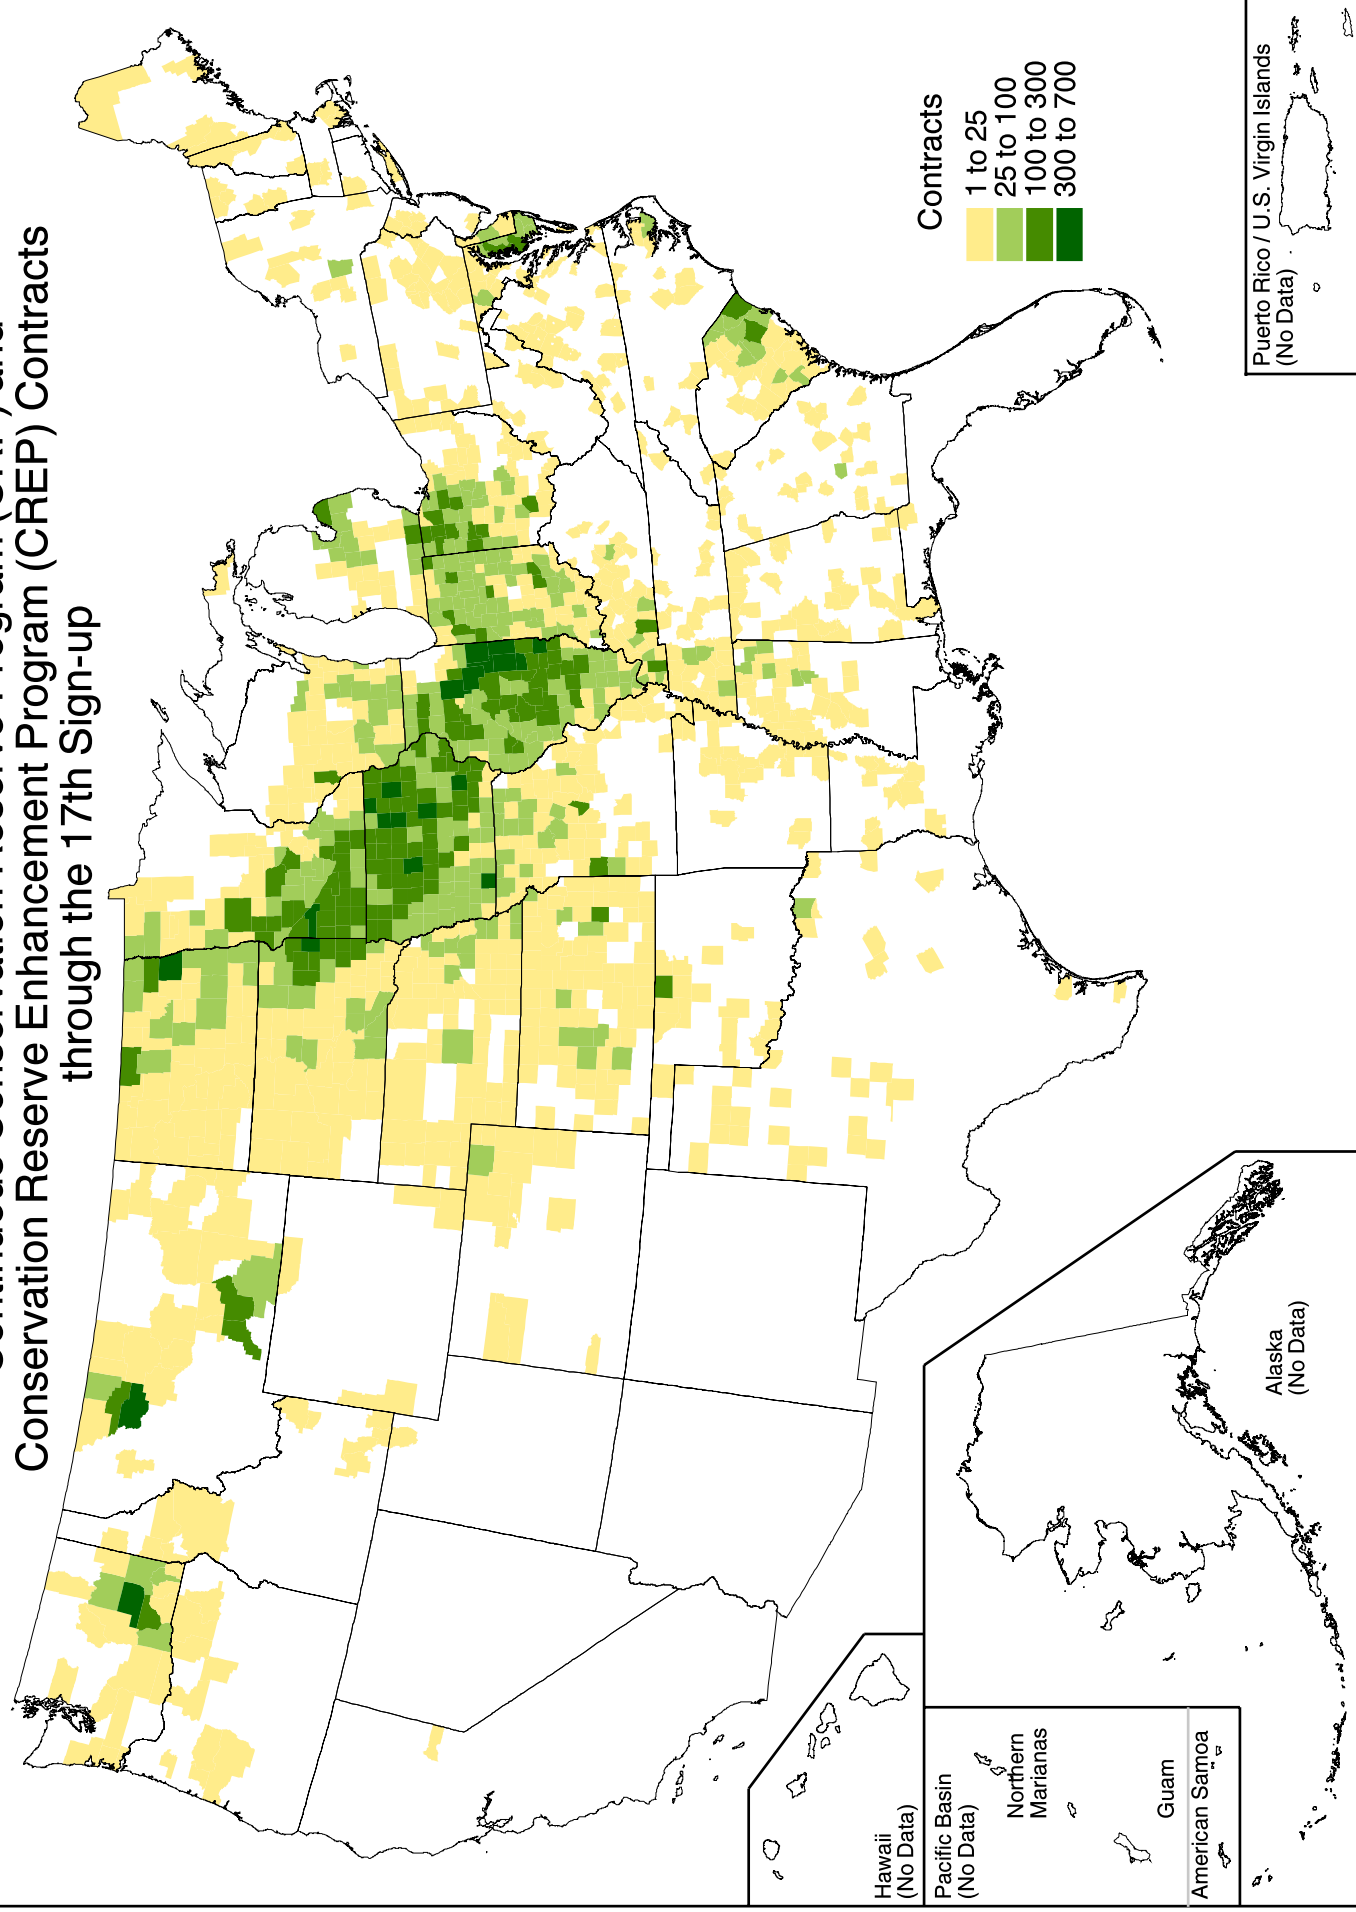 Conservation Reserve Enhancement Program (CREP) Contracts
through the 17th Sign-up
Contracts
1 to 25
25 to 100
100 to 300
300 to 700
Puerto Rico / U.S. Virgin Islands
(No Data)
Alaska
(No Data)
Hawaii
(No Data)
Pacific Basin
(No Data)
Northern
Marianas
Guam
American Samoa